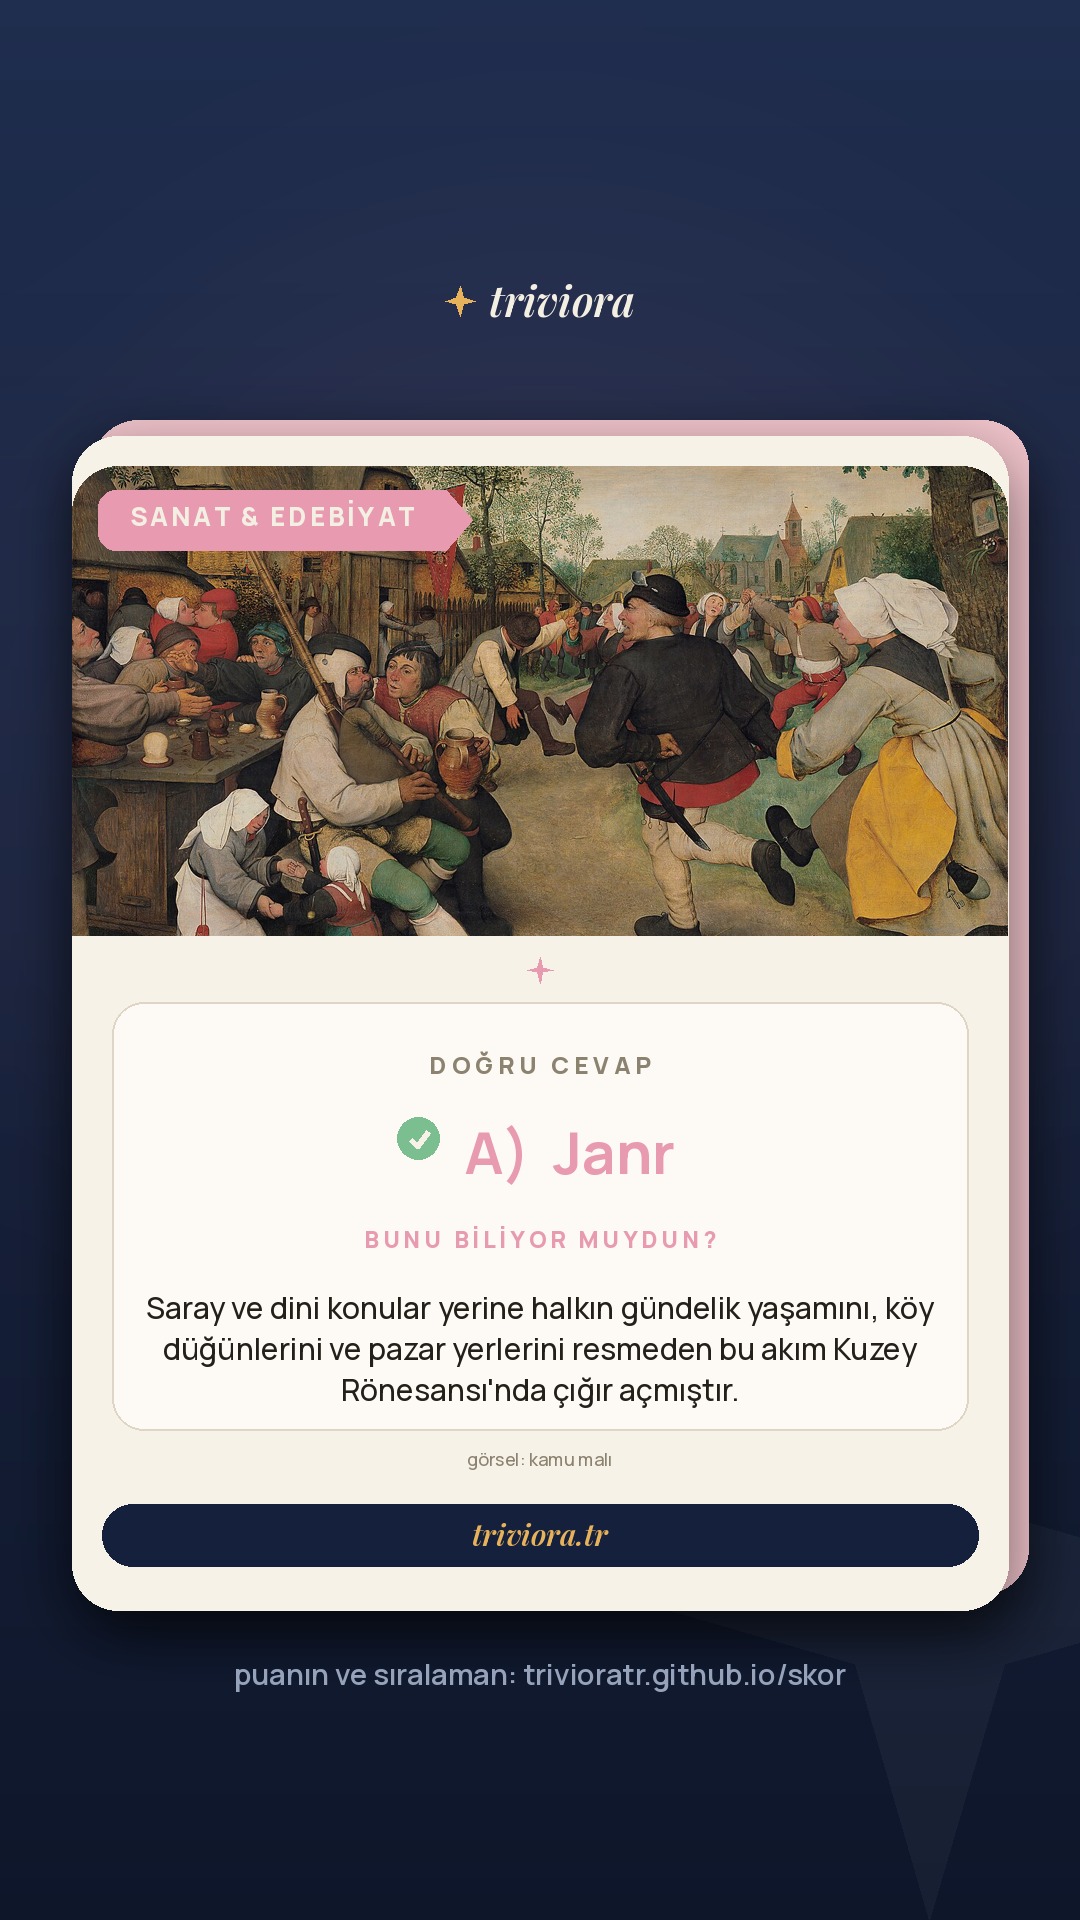 triviora
SANAT & EDEBİYAT
DOĞRU CEVAP
A) Janr
BUNU BİLİYOR MUYDUN?
Saray ve dini konular yerine halkın gündelik yaşamını, köy
düğünlerini ve pazar yerlerini resmeden bu akım Kuzey
Rönesansı'nda çığır açmıştır.
görsel: kamu malı
triviora.tr
puanın ve sıralaman: trivioratr.github.io/skor